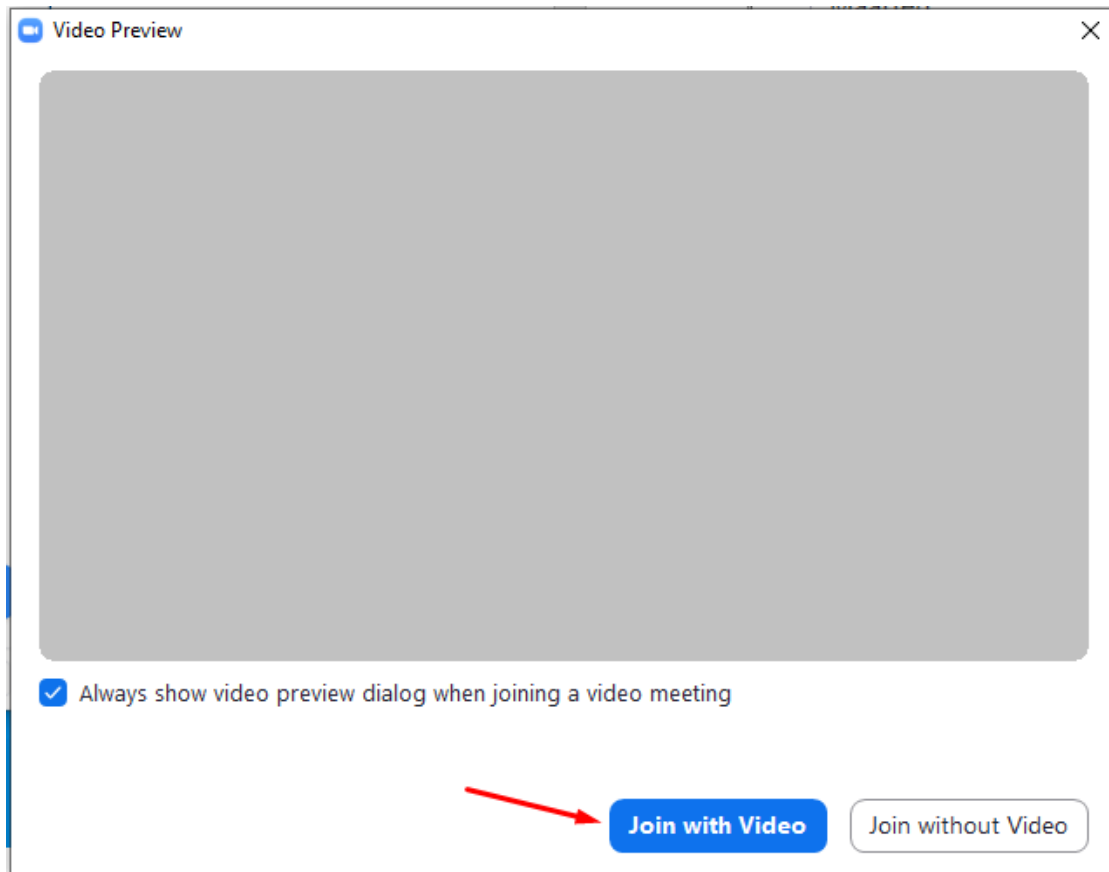 Video Preview
Always show video preview dialog when joining a video meeting
Join with Video
Join without Video